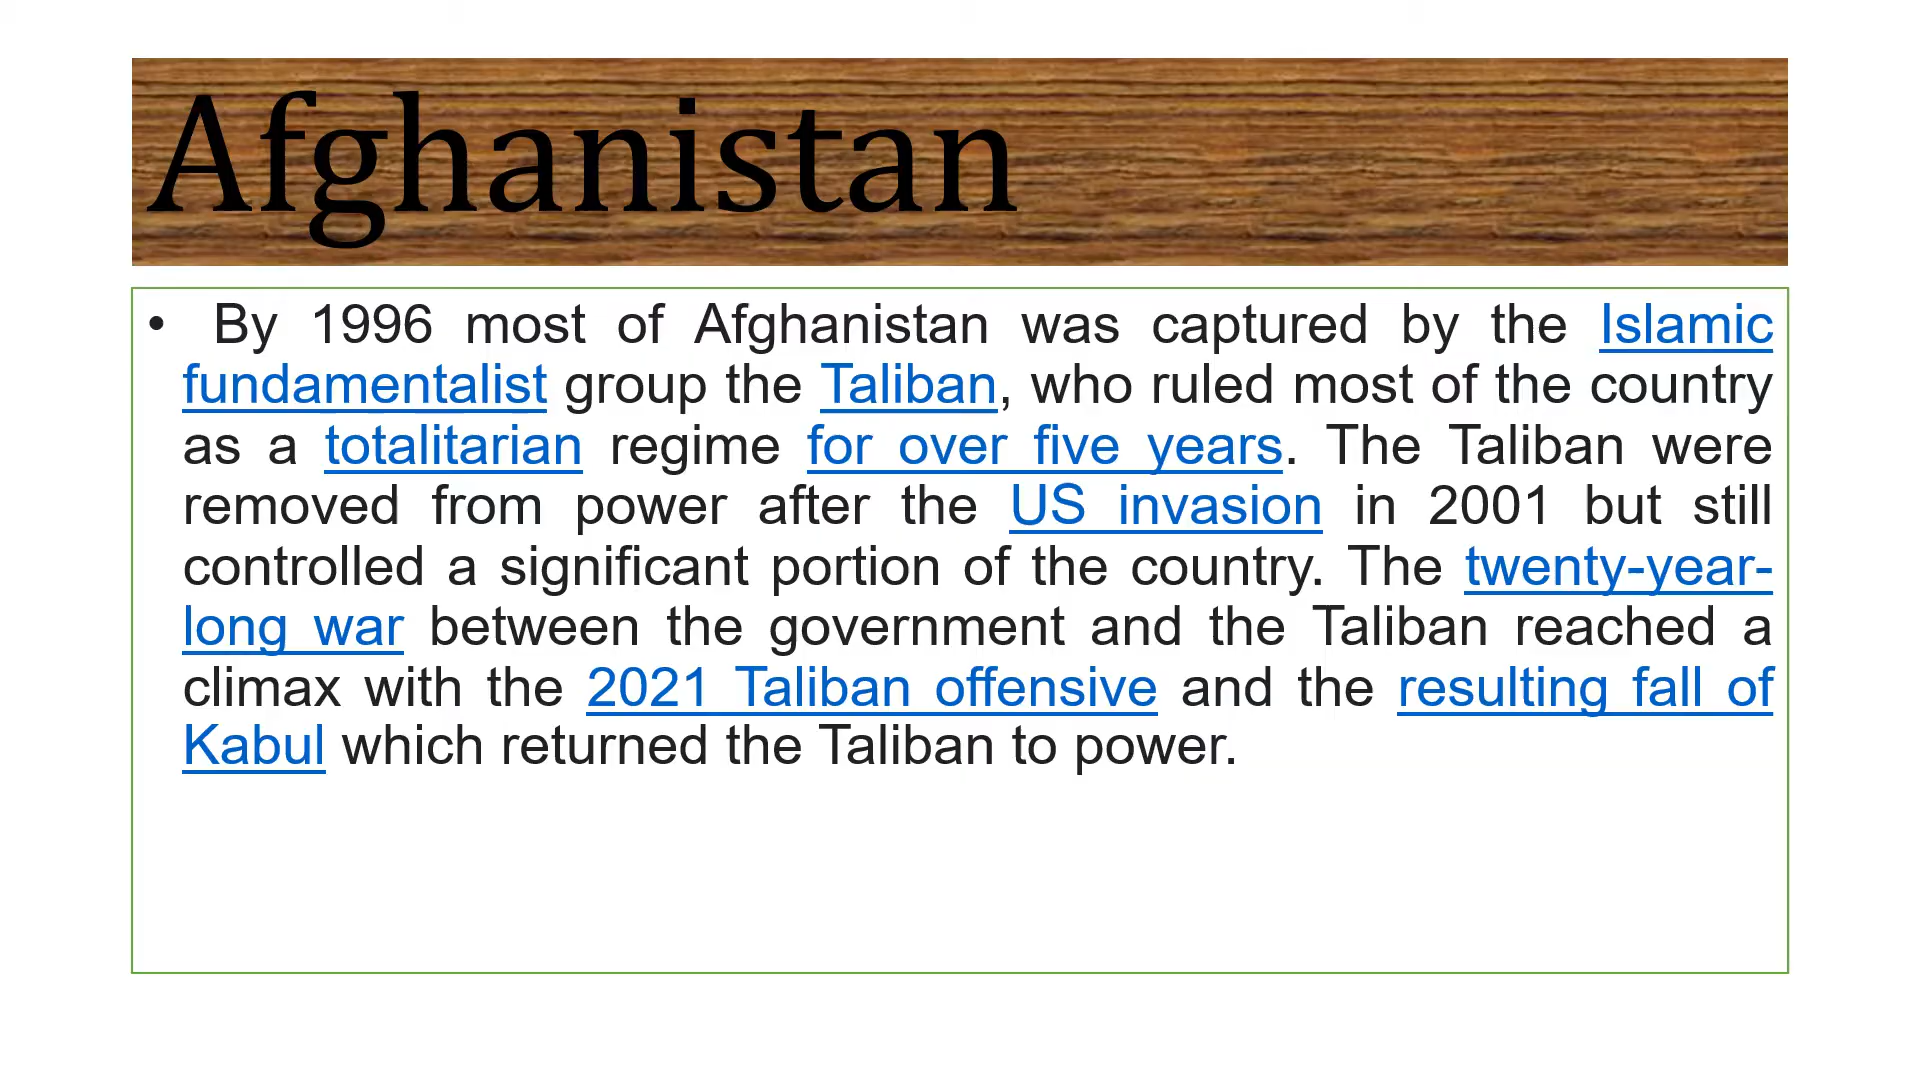 Afghanistan
• By 1996 most of Afghanistan was captured by the Islamic
fundamentalist group the Taliban, who ruled most of the country
as a totalitarian regime for over five years. The Taliban were
removed from power after the US invasion in 2001 but still
controlled a significant portion of the country. The twenty-year-
long war between the government and the Taliban reached a
climax with the 2021 Taliban offensive and the resulting fall of
Kabul which returned the Taliban to power.